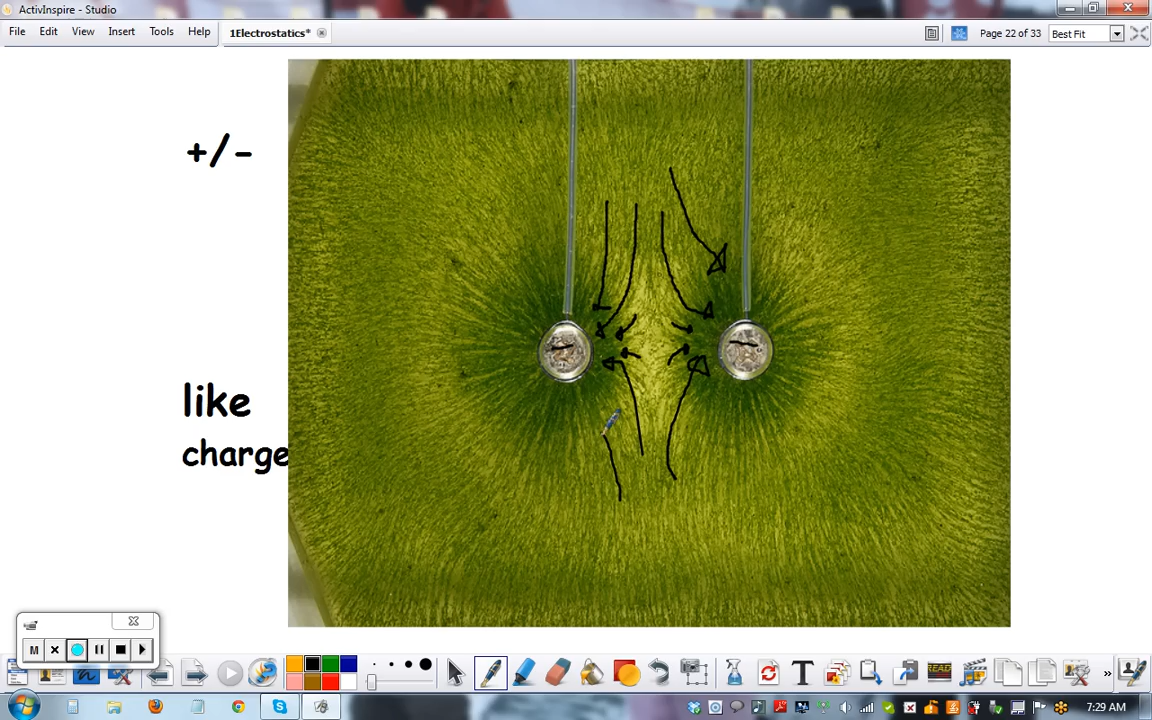 ActivInspire - Studio
File Edit View Insert Tools Help
1Electrostatics*
Page 22 of 33
Best Fit
+/-
like
charge
M
T
READ
»
7:29 AM